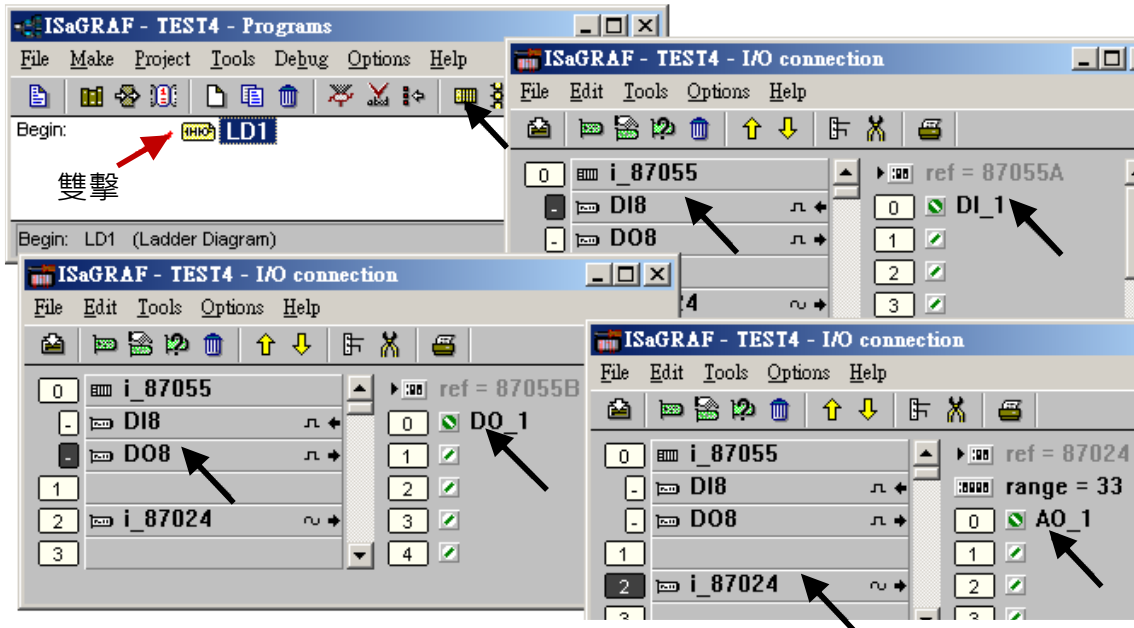 ISaGRAF - TEST4 - Programs
File Make Project Tools Debug Options Help
Begin: LD1
雙擊
Begin: LD1 (Ladder Diagram)
ISaGRAF - TEST4 - I/O connection
File Edit Tools Options Help
0 i_87055
- DI8
- DO8
:4
ref = 87055A
0 DI_1
1
2
3
ISaGRAF - TEST4 - I/O connection
File Edit Tools Options Help
0 i_87055
- DI8
- DO8
1
2 i_87024
3
ref = 87055B
0 DO_1
1
2
3
4
ISaGRAF - TEST4 - I/O connection
File Edit Tools Options Help
0 i_87055
- DI8
- DO8
1
2 i_87024
3
ref = 87024
range = 33
0 AO_1
1
2
3